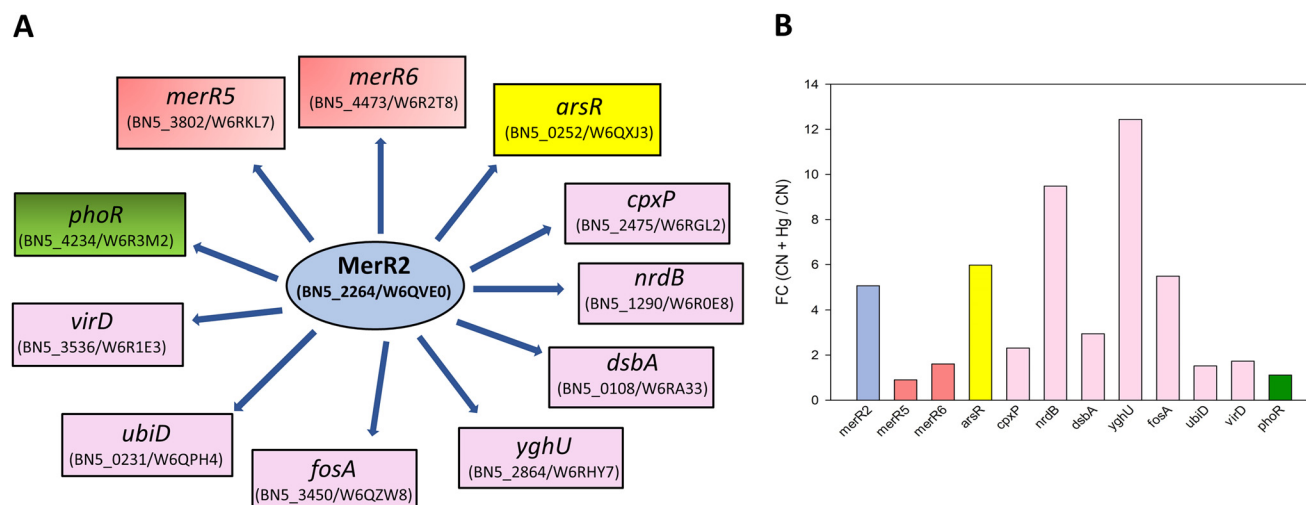 A
merR5
(BN5_3802/W6RKL7)
merR6
(BN5_4473/W6R2T8)
arsR
(BN5_0252/W6QXJ3)
phoR
(BN5_4234/W6R3M2)
cpxP
(BN5_2475/W6RGL2)
MerR2
(BN5_2264/W6QVE0)
nrdB
(BN5_1290/W6R0E8)
virD
(BN5_3536/W6R1E3)
dsbA
(BN5_0108/W6RA33)
ubiD
(BN5_0231/W6QPH4)
fosA
(BN5_3450/W6QZW8)
yghU
(BN5_2864/W6RHY7)
B
FC (CN + Hg / CN)
14
12
10
8
6
4
2
0
merR2
merR5
merR6
arsR
cpxP
nrdB
dsbA
yghU
fosA
ubiD
virD
phoR